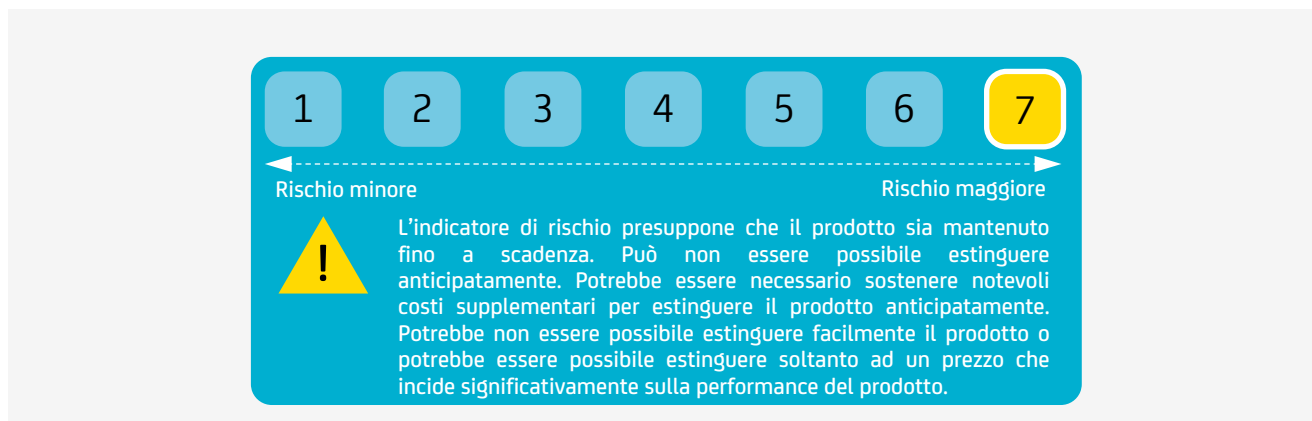 1 2 3 4 5 6 7
Rischio minore Rischio maggiore
!
L'indicatore di rischio presuppone che il prodotto sia mantenuto
fino a scadenza. Può non essere possibile estinguere
anticipatamente. Potrebbe essere necessario sostenere notevoli
costi supplementari per estinguere il prodotto anticipatamente.
Potrebbe non essere possibile estinguere facilmente il prodotto o
potrebbe essere possibile estinguere soltanto ad un prezzo che
incide significativamente sulla performance del prodotto.